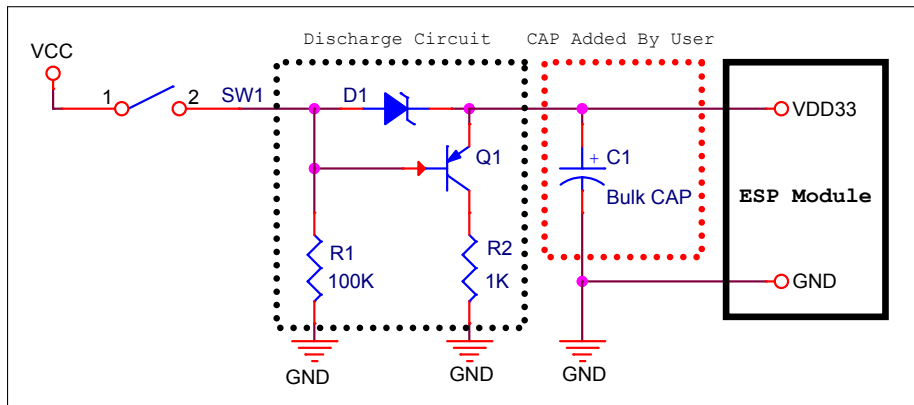 Discharge Circuit
CAP Added By User
VCC
1
2
SW1
D1
VDD33
Q1
+
C1
Bulk CAP
ESP Module
R1
100K
R2
1K
GND
GND
GND
GND